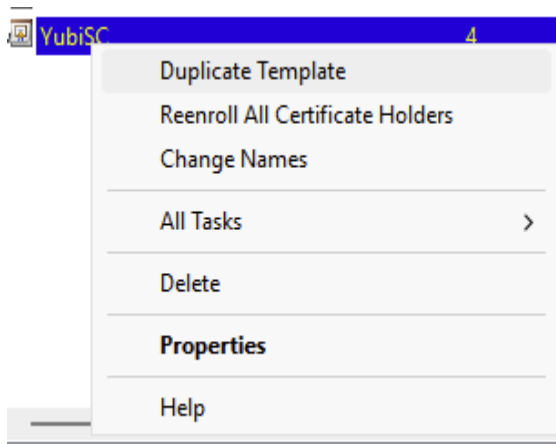 YubiSC 4
Duplicate Template
Reenroll All Certificate Holders
Change Names
All Tasks
Delete
Properties
Help